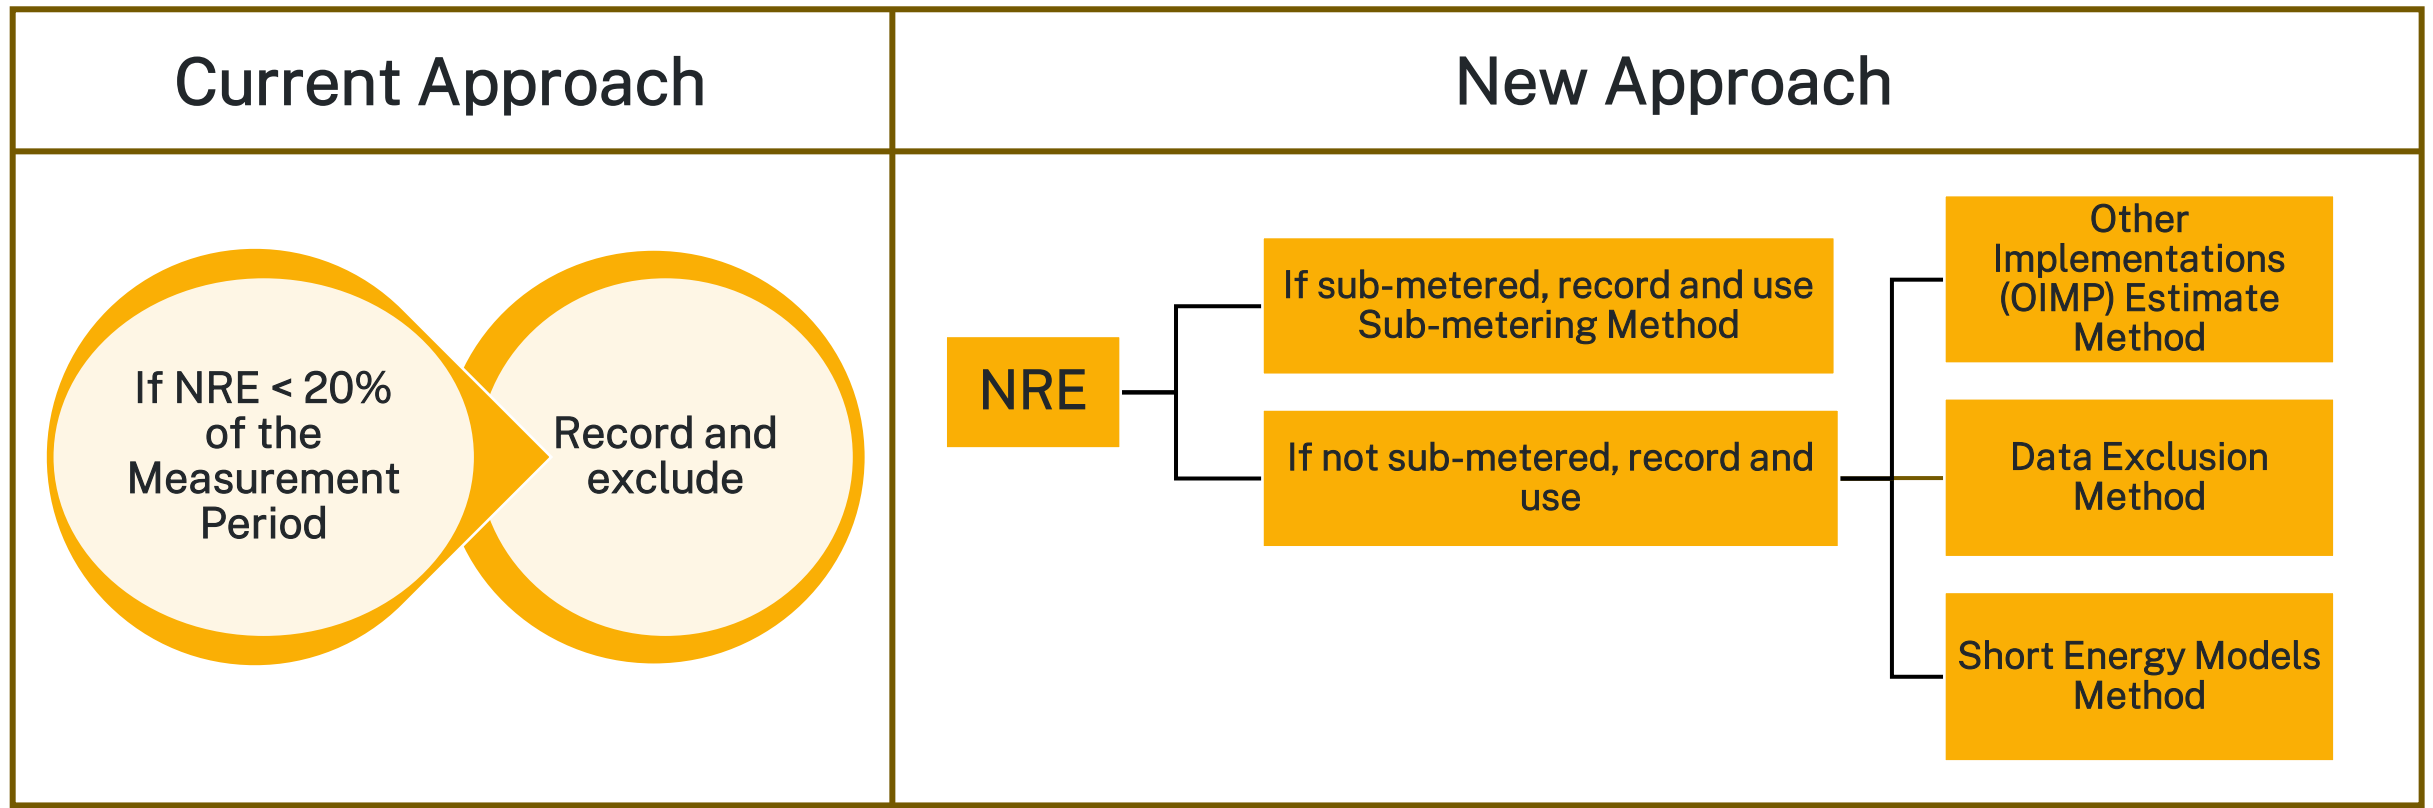 Current Approach
New Approach
If NRE < 20%
of the
Measurement
Period
Record and
exclude
NRE
If sub-metered, record and use
Sub-metering Method
If not sub-metered, record and
use
Other
Implementations
(OIMP) Estimate
Method
Data Exclusion
Method
Short Energy Models
Method